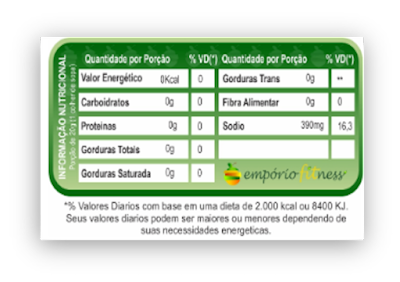 INFORMAÇÃO NUTRICIONAL
Porção de 20g (1 colher de sopa)
Quantidade por Porção % VD(*) Quantidade por Porção % VD(*)
Valor Energético 0Kcal 0 Gorduras Trans 0g **
Carboidratos 0g 0 Fibra Alimentar 0g 0
Proteinas 0g 0 Sodio 390mg 16,3
Gorduras Totais 0g 0
Gorduras Saturada 0g 0 empório fitness
*% Valores Diarios com base em uma dieta de 2.000 kcal ou 8400 KJ.
Seus valores diarios podem ser maiores ou menores dependendo de
suas necessidades energeticas.